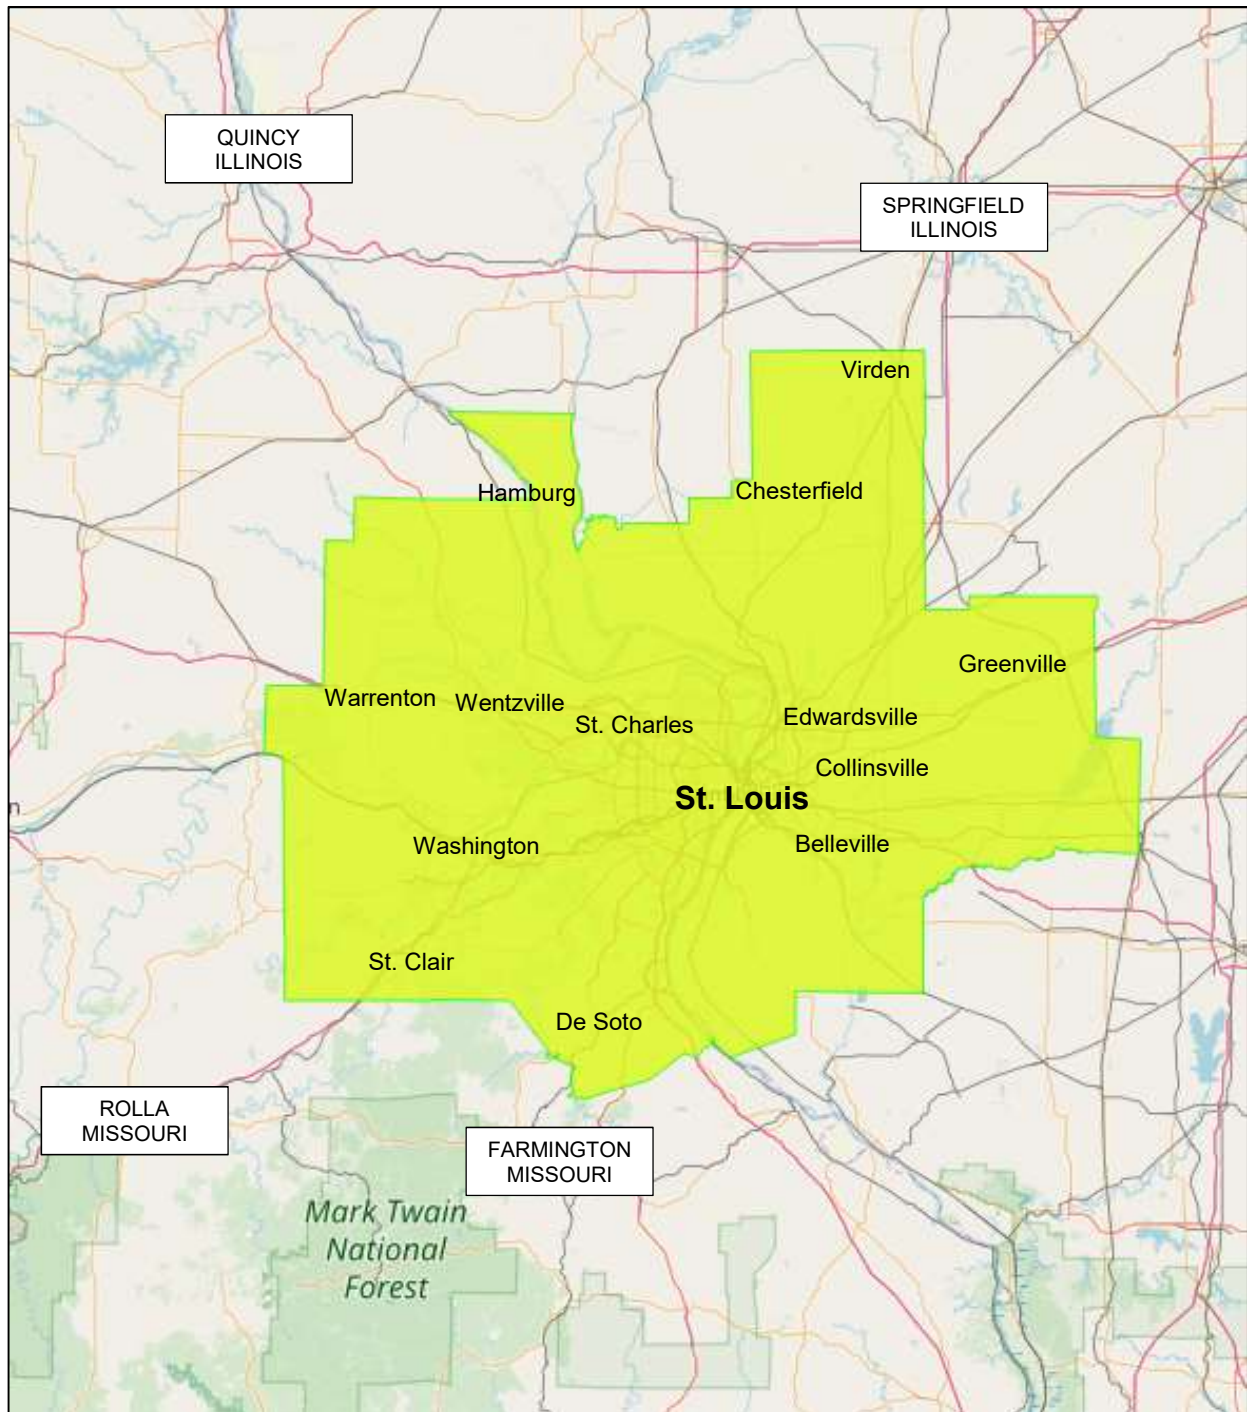 QUINCY
ILLINOIS
SPRINGFIELD
ILLINOIS
Virden
Hamburg
Chesterfield
Greenville
Warrenton
Wentzville
St. Charles
Edwardsville
Collinsville
St. Louis
n
Washington
Belleville
St. Clair
De Soto
ROLLA
MISSOURI
FARMINGTON
MISSOURI
Mark Twain
National
Forest